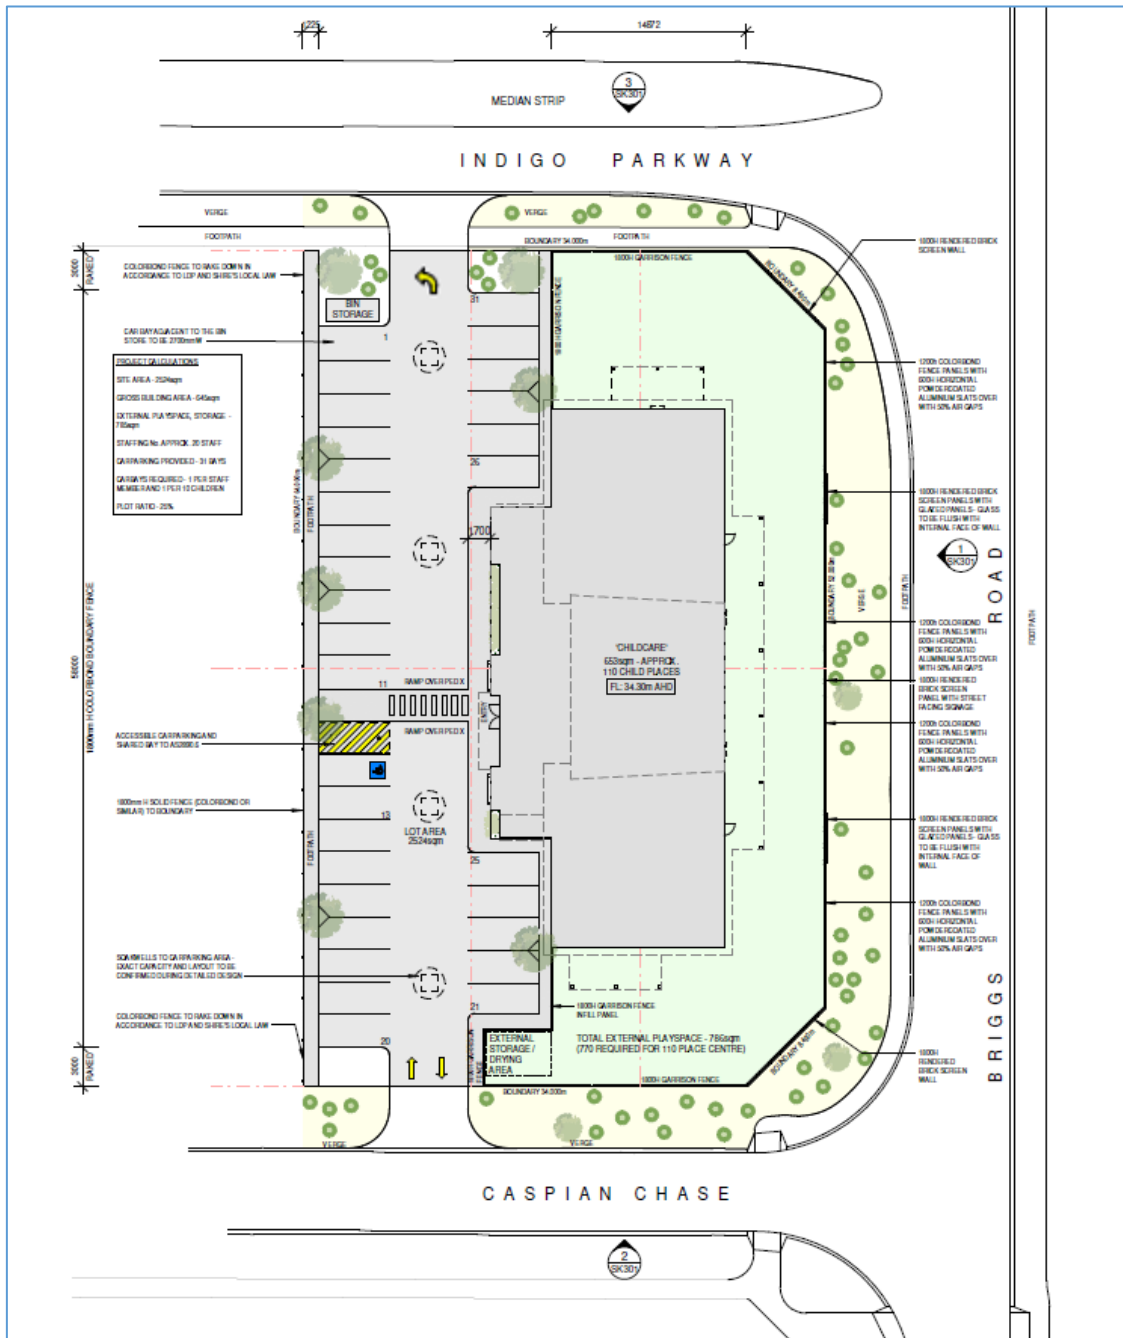 1225
14672
MEDIAN STRIP
3
SK301
INDIGO PARKWAY
VERGE
VERGE
FOOTPATH
FOOTPATH
BOUNDARY 34.000m
1800H GARRISON FENCE
3000
RAKED
COLORBOND FENCE TO RAKE DOWN IN
ACCORDANCE TO LDP AND SHIRE'S LOCAL LAW
1800H RENDERED BRICK
SCREEN WALL
BOUNDARY 8.460m
BIN
STORAGE
31
1800H GARRISON FENCE
CAR BAY ADJACENT TO THE BIN
STORE TO BE 2700mm W
1
PROJECT CALCULATIONS
SITE AREA - 2524sqm
GROSS BUILDING AREA - 645sqm
EXTERNAL PLAYSPACE, STORAGE -
786sqm
STAFFING No. APPROX. 20 STAFF
CARPARKING PROVIDED - 31 BAYS
CARBAYS REQUIRED - 1 PER STAFF
MEMBER AND 1 PER 10 CHILDREN
PLOT RATIO - 25%
1200h COLORBOND
FENCE PANELS WITH
600H HORIZONTAL
POWDERCOATED
ALUMINIUM SLATS OVER
WITH 50% AIR GAPS
26
FOOTPATH
1800H RENDERED BRICK
SCREEN PANELS WITH
GLAZED PANELS - GLASS
TO BE FLUSH WITH
INTERNAL FACE OF WALL
1700
1
SK301
BRIGGS ROAD
FOOTPATH
VERGE
FOOTPATH
1800mm H COLORBOND BOUNDARY FENCE
'CHILDCARE'
653sqm - APPROX.
110 CHILD PLACES
FL: 34.30m AHD
1200h COLORBOND
FENCE PANELS WITH
600H HORIZONTAL
POWDERCOATED
ALUMINIUM SLATS OVER
WITH 50% AIR GAPS
1800H RENDERED
BRICK SCREEN
PANEL WITH STREET
FACING SIGNAGE
11
RAMP OVER PED X
RAMP OVER PED X
ENTRY
1200h COLORBOND
FENCE PANELS WITH
600H HORIZONTAL
POWDERCOATED
ALUMINIUM SLATS OVER
WITH 50% AIR GAPS
ACCESSIBLE CARPARKING AND
SHARED BAY TO AS2890.6
1800mm H SOLID FENCE (COLORBOND OR
SIMILAR) TO BOUNDARY
13
LOT AREA
2524sqm
FOOTPATH
25
1800H RENDERED BRICK
SCREEN PANELS WITH
GLAZED PANELS - GLASS
TO BE FLUSH WITH
INTERNAL FACE OF
WALL
1200h COLORBOND
FENCE PANELS WITH
600H HORIZONTAL
POWDERCOATED
ALUMINIUM SLATS OVER
WITH 50% AIR GAPS
SOAKWELLS TO CARPARKING AREA -
EXACT CAPACITY AND LAYOUT TO BE
CONFIRMED DURING DETAILED DESIGN
21
1800H GARRISON FENCE
INFILL PANEL
COLORBOND FENCE TO RAKE DOWN IN
ACCORDANCE TO LDP AND SHIRE'S LOCAL LAW
20
3000
RAKED
EXTERNAL
STORAGE /
DRYING
AREA
TOTAL EXTERNAL PLAYSPACE - 786sqm
(770 REQUIRED FOR 110 PLACE CENTRE)
1800H
RENDERED
BRICK SCREEN
WALL
1800H GARRISON FENCE
BOUNDARY 34.000m
VERGE
VERGE
CASPIAN CHASE
2
SK301